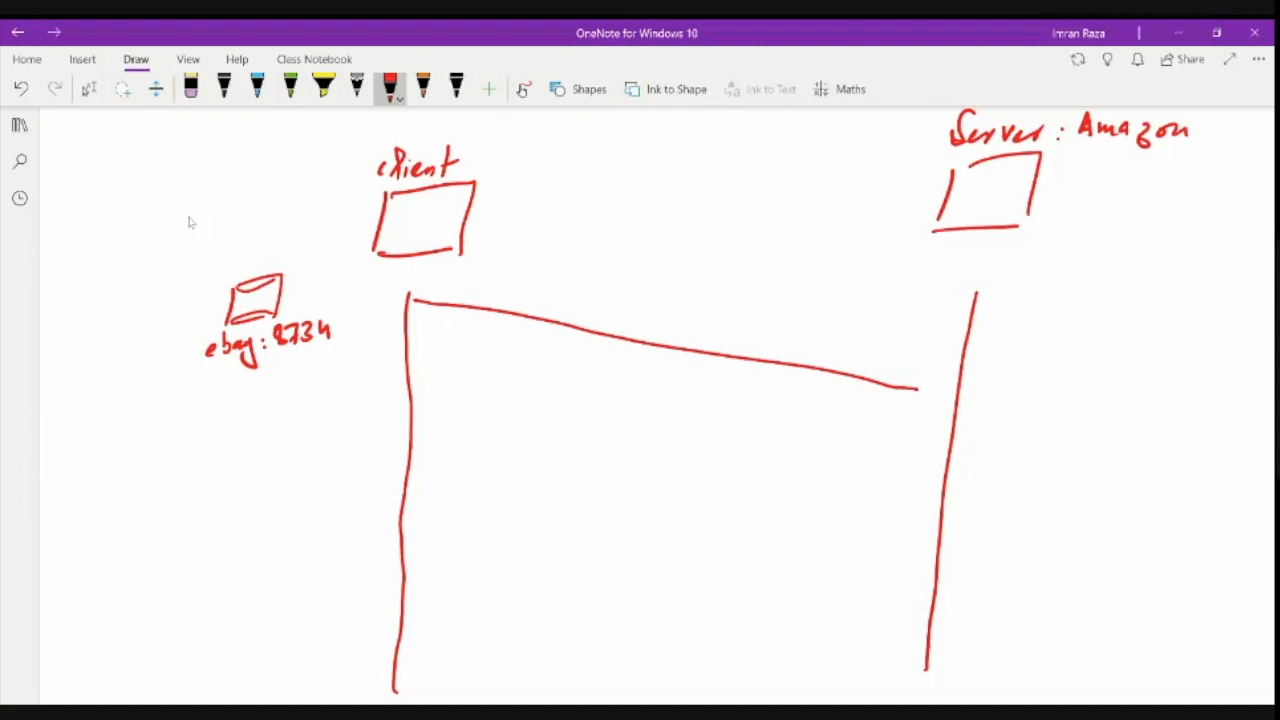 OneNote for Windows 10
Imran Raza
Home Insert Draw View Help Class Notebook
Share
Shapes Ink to Shape Ink to Text Maths
Server: Amazon
client
ebay: 8734